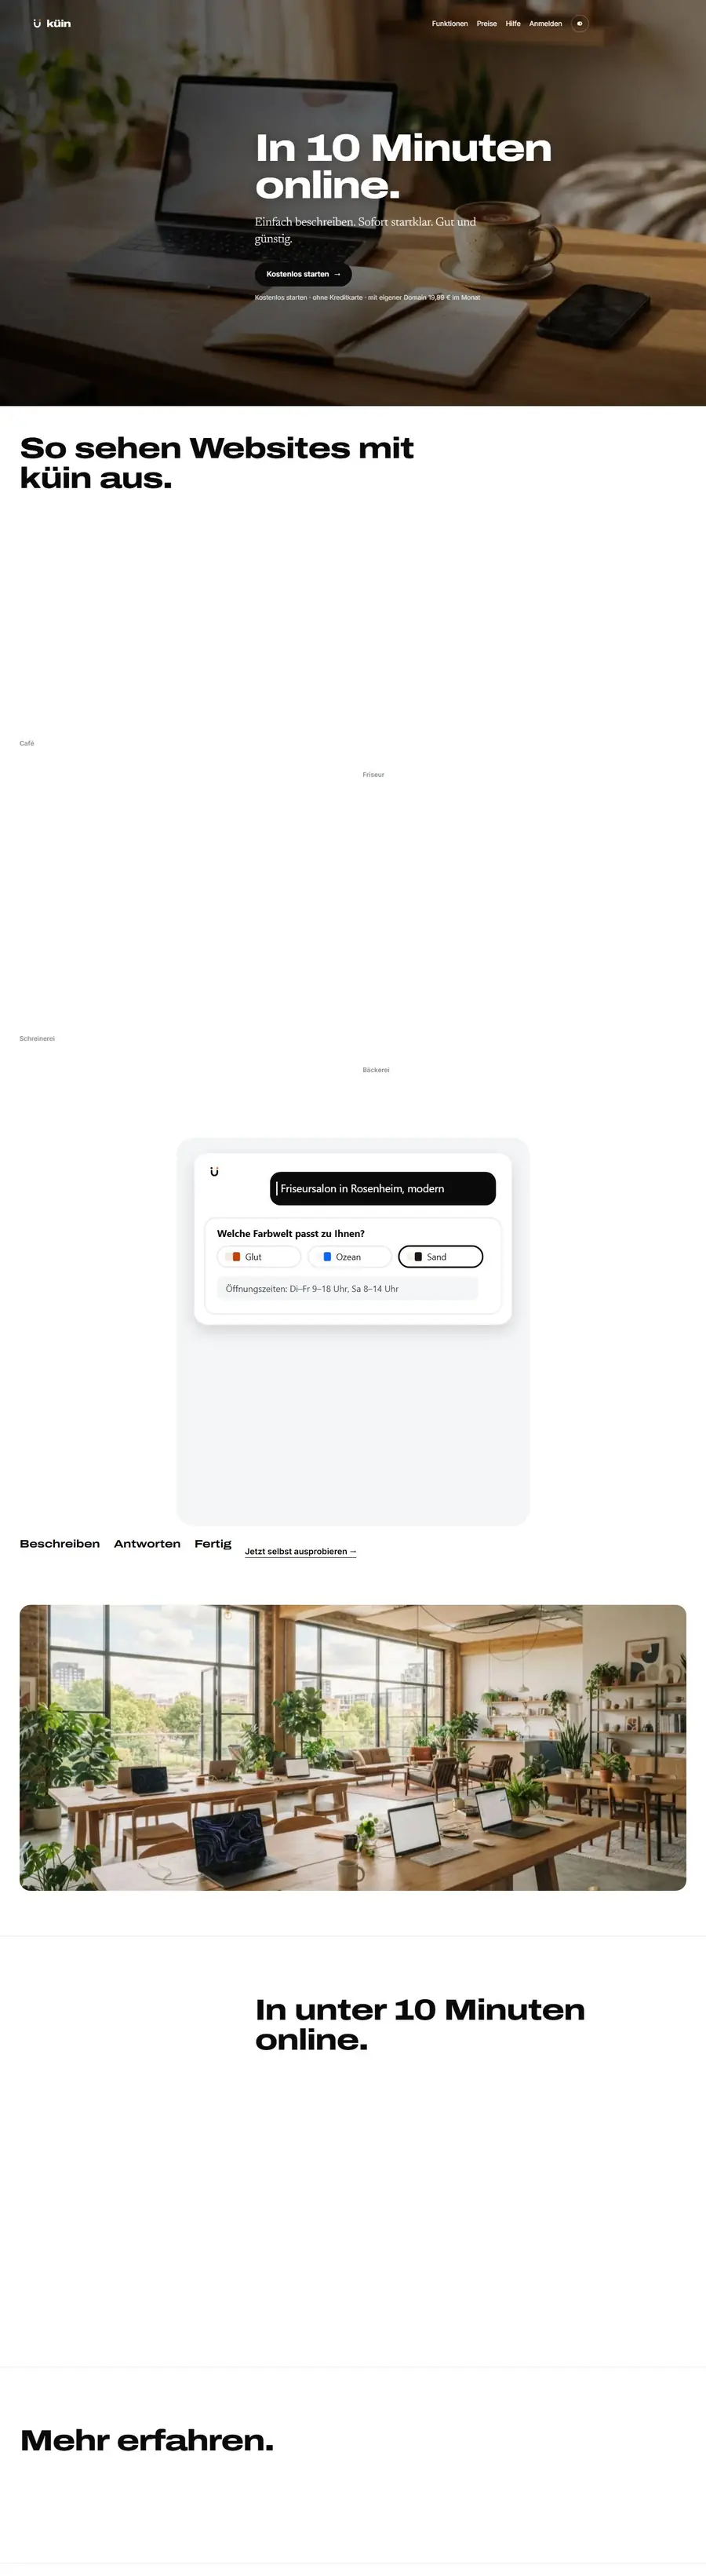 küin
Funktionen Preise Hilfe Anmelden
In 10 Minuten
online.
Einfach beschreiben. Sofort startklar. Gut und
günstig.
Kostenlos starten →
Kostenlos starten · ohne Kreditkarte · mit eigener Domain 19,99 € im Monat
So sehen Websites mit
küin aus.
Café
Friseur
Schreinerei
Bäckerei
Friseursalon in Rosenheim, modern
Welche Farbwelt passt zu Ihnen?
Glut Ozean Sand
Öffnungszeiten: Di–Fr 9–18 Uhr, Sa 8–14 Uhr
Beschreiben Antworten Fertig Jetzt selbst ausprobieren →
In unter 10 Minuten
online.
Mehr erfahren.